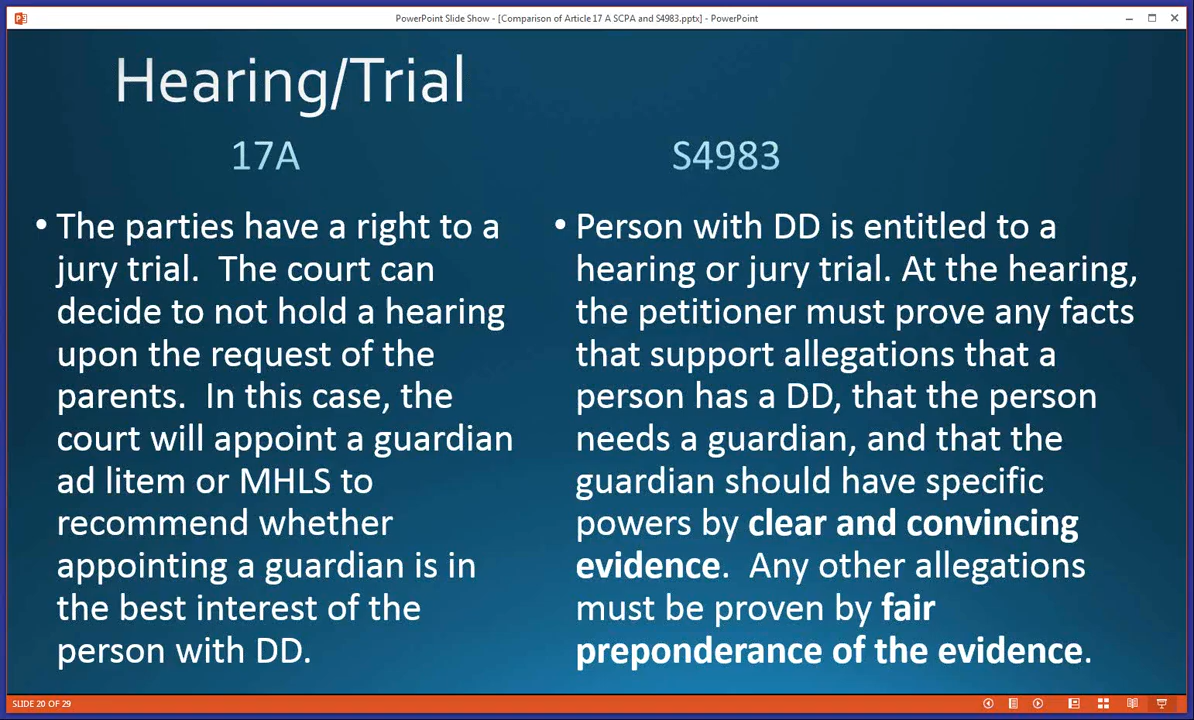 PowerPoint Slide Show - [Comparison of Article 17 A SCPA and S4983.pptx] - PowerPoint
Hearing/Trial
17A
• The parties have a right to a
jury trial.  The court can
decide to not hold a hearing
upon the request of the
parents.  In this case, the
court will appoint a guardian
ad litem or MHLS to
recommend whether
appointing a guardian is in
the best interest of the
person with DD.
S4983
• Person with DD is entitled to a
hearing or jury trial. At the hearing,
the petitioner must prove any facts
that support allegations that a
person has a DD, that the person
needs a guardian, and that the
guardian should have specific
powers by clear and convincing
evidence.  Any other allegations
must be proven by fair
preponderance of the evidence.
SLIDE 20 OF 29